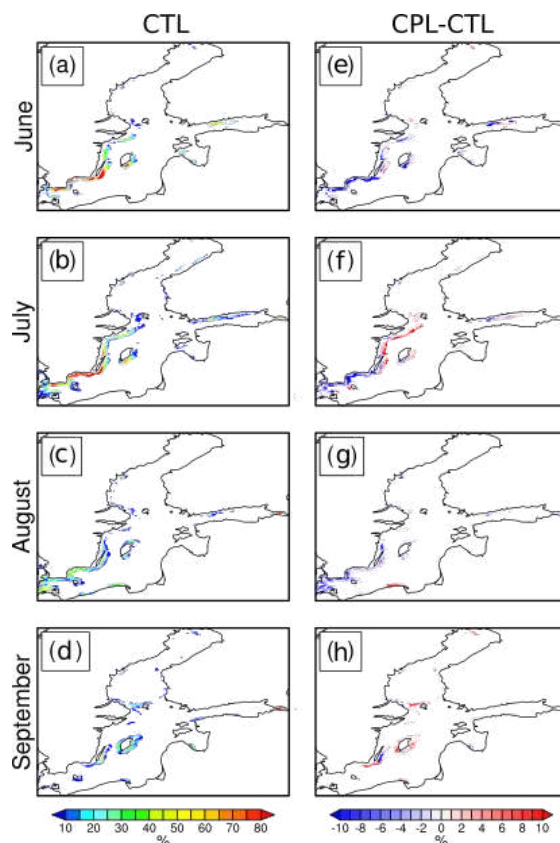 CTL CPL-CTL
(a) (e)
June
(b) (f)
July
(c) (g)
August
(d) (h)
September
10 20 30 40 50 60 70 80
%
-10 -8 -6 -4 -2 0 2 4 6 8 10
%